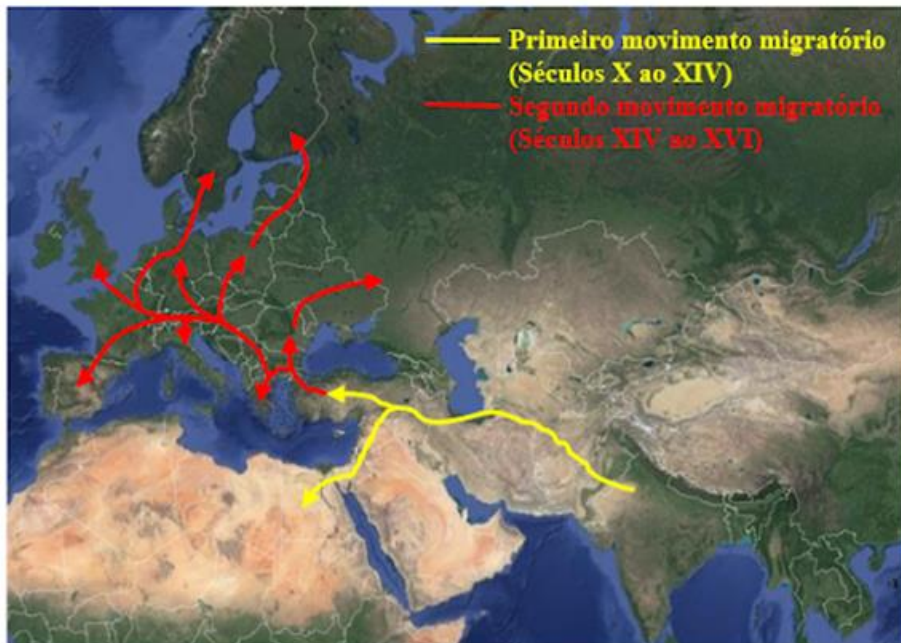 Primeiro movimento migratório
(Séculos X ao XIV)
Segundo movimento migratório
(Séculos XIV ao XVI)